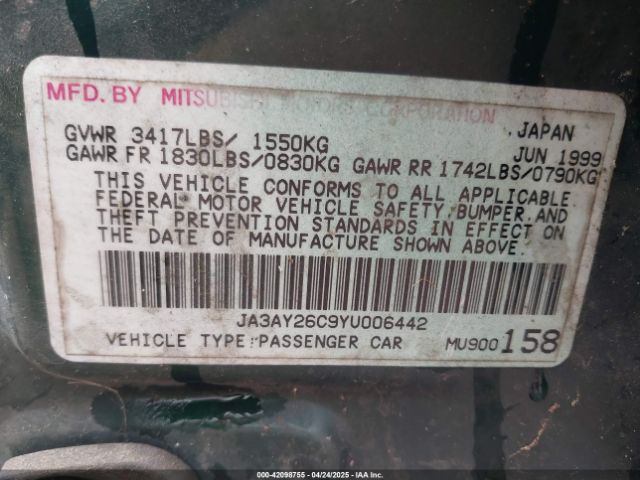 MFD. BY MITSUBISHI MOTORS CORPORATION
GVWR 3417LBS/ 1550KG , JAPAN
JUN 1999
GAWR FR 1830LBS/0830KG GAWR RR 1742LBS/0790KG
THIS VEHICLE CONFORMS TO ALL APPLICABLE
FEDERAL MOTOR VEHICLE SAFETY, BUMPER, AND
THEFT PREVENTION STANDARDS IN EFFECT ON
THE DATE OF MANUFACTURE SHOWN ABOVE.
JA3AY26C9YU006442
VEHICLE TYPE: PASSENGER CAR MU900158
000-42098755 - 04/24/2025 - IAA Inc.